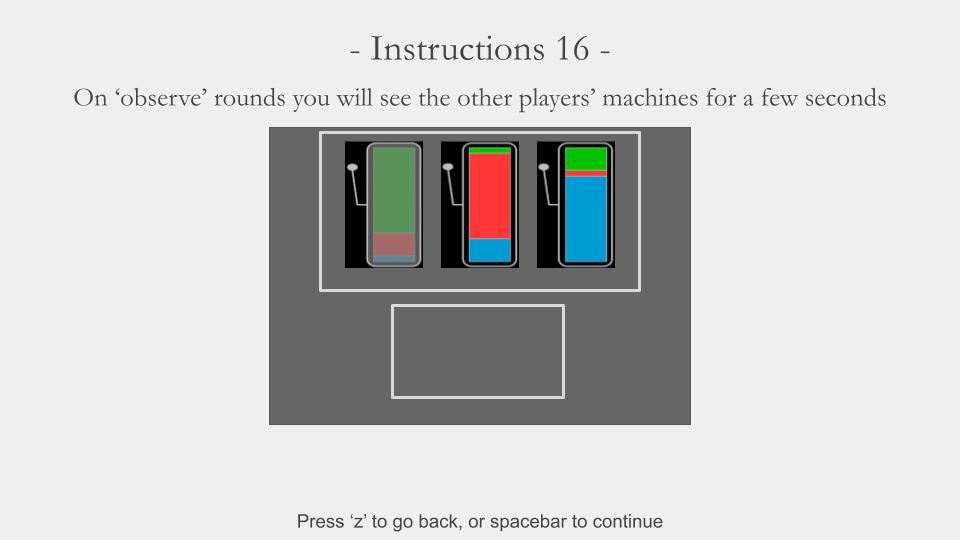 - Instructions 16 -
On ‘observe’ rounds you will see the other players’ machines for a few seconds
Press ‘z’ to go back, or spacebar to continue